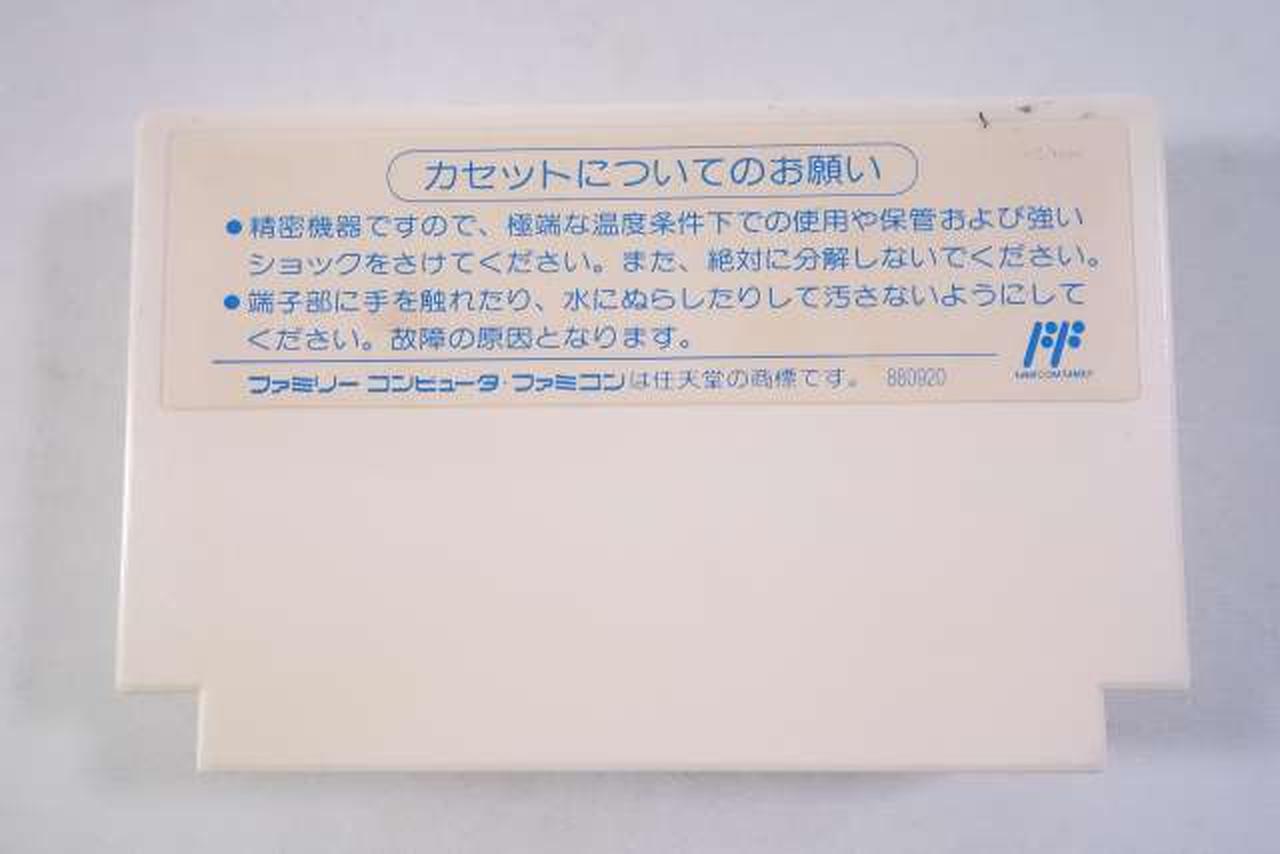 カセットについてのお願い
●精密機器ですので、極端な温度条件下での使用や保管および強い
ショックをさけてください。また、絶対に分解しないでください。
●端子部に手を触れたり、水にぬらしたりして汚さないようにして
ください。故障の原因となります。
ファミリーコンピュータ・ファミコンは任天堂の商標です。 880920